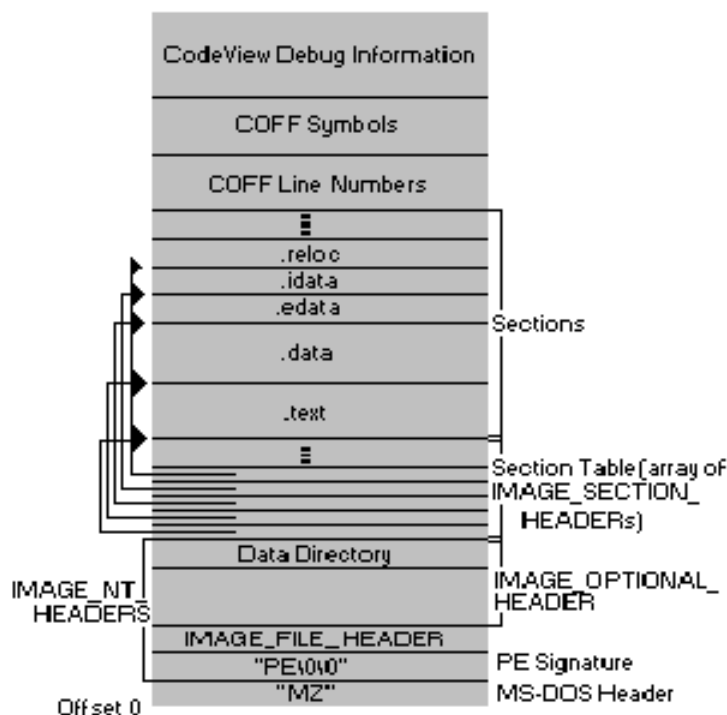 CodeView Debug Information
COFF Symbols
COFF Line Numbers
.reloc
.idata
.edata
.data
.text
Sections
Section Table(array of
IMAGE_SECTION_
HEADERs)
Data Directory
IMAGE_NT_
HEADERS
IMAGE_OPTIONAL_
HEADER
IMAGE_FILE_HEADER
"PE\0\0"
PE Signature
"MZ"
MS-DOS Header
Offset 0